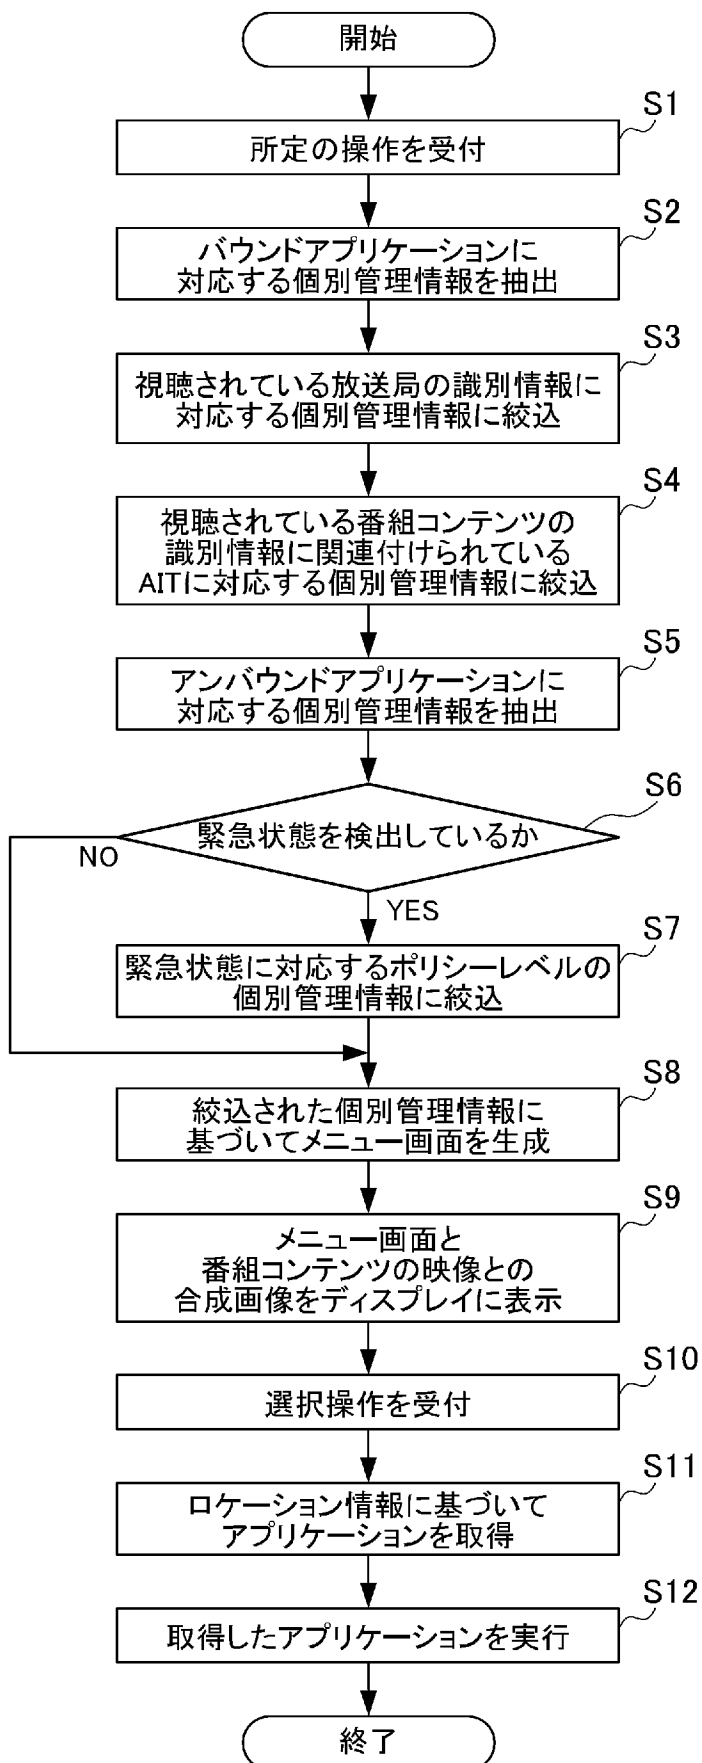 開始
S1
所定の操作を受付
S2
バウンドアプリケーションに
対応する個別管理情報を抽出
S3
視聴されている放送局の識別情報に
対応する個別管理情報に絞込
S4
視聴されている番組コンテンツの
識別情報に関連付けられている
AITに対応する個別管理情報に絞込
S5
アンバウンドアプリケーションに
対応する個別管理情報を抽出
S6
緊急状態を検出しているか
NO
YES
S7
緊急状態に対応するポリシーレベルの
個別管理情報に絞込
S8
絞込された個別管理情報に
基づいてメニュー画面を生成
S9
メニュー画面と
番組コンテンツの映像との
合成画像をディスプレイに表示
S10
選択操作を受付
S11
ロケーション情報に基づいて
アプリケーションを取得
S12
取得したアプリケーションを実行
終了